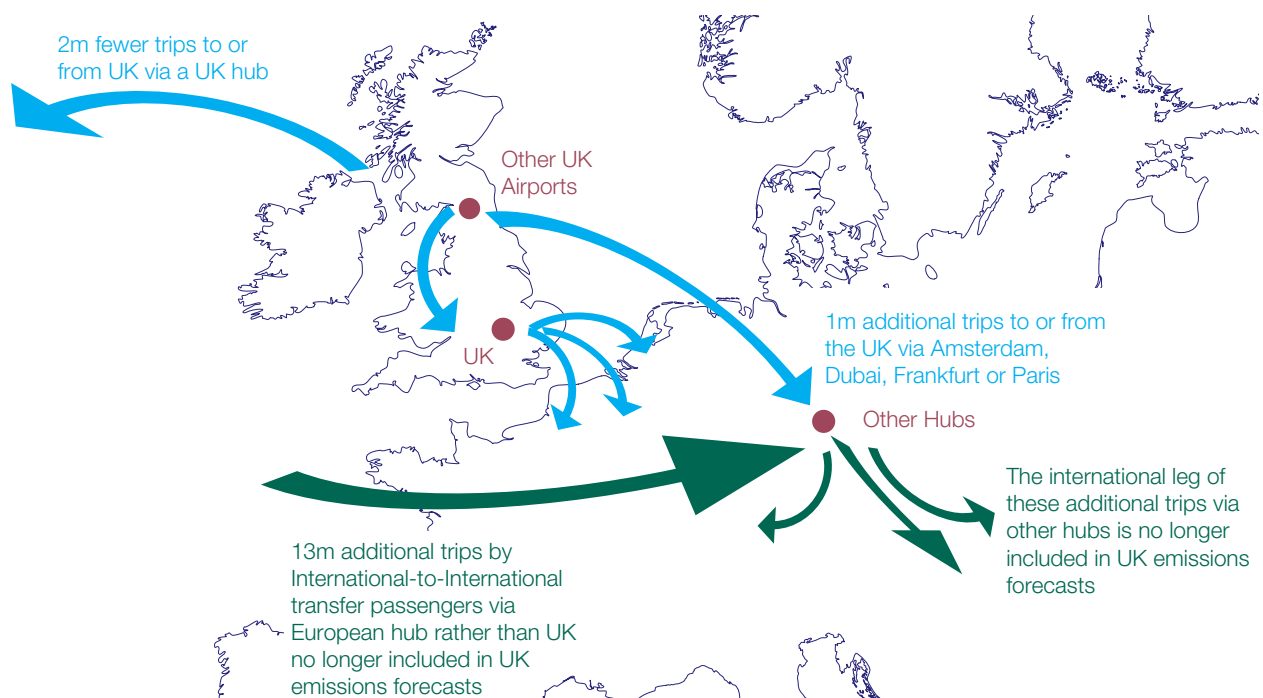 2m fewer trips to or
from UK via a UK hub
Other UK
Airports
UK
1m additional trips to or from
the UK via Amsterdam,
Dubai, Frankfurt or Paris
Other Hubs
The international leg of
these additional trips via
other hubs is no longer
included in UK emissions
forecasts
13m additional trips by
International-to-International
transfer passengers via
European hub rather than UK
no longer included in UK
emissions forecasts